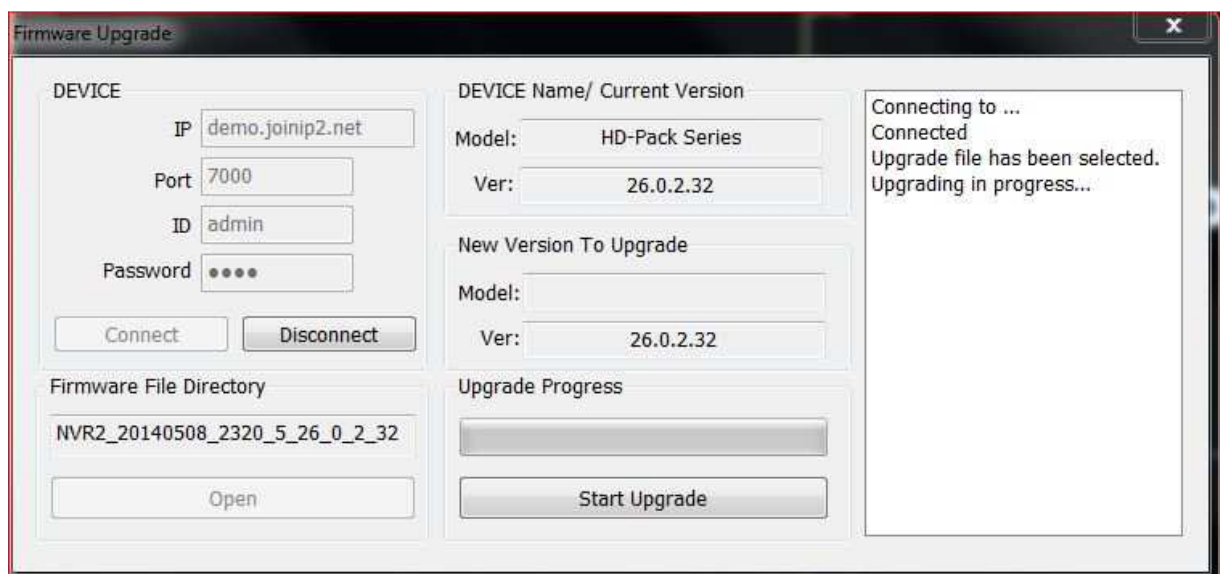 Firmware Upgrade
x
DEVICE
IP demo.joinip2.net
Port 7000
ID admin
Password ●●●●
Connect Disconnect
Firmware File Directory
NVR2_20140508_2320_5_26_0_2_32
Open
DEVICE Name/ Current Version
Model: HD-Pack Series
Ver: 26.0.2.32
New Version To Upgrade
Model:
Ver: 26.0.2.32
Upgrade Progress
Start Upgrade
Connecting to ...
Connected
Upgrade file has been selected.
Upgrading in progress...